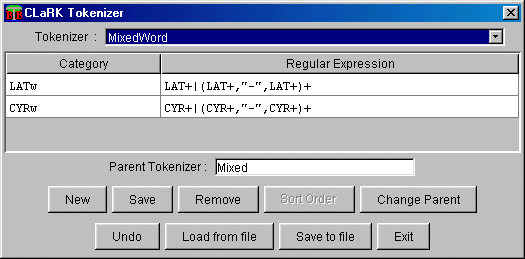 CLaRK Tokenizer
Tokenizer : MixedWord
Category Regular Expression
LATw LAT+|(LAT+,"-",LAT+)+
CYRw CYR+|(CYR+,"-",CYR+)+
Parent Tokenizer : Mixed
New Save Remove Sort Order Change Parent
Undo Load from file Save to file Exit